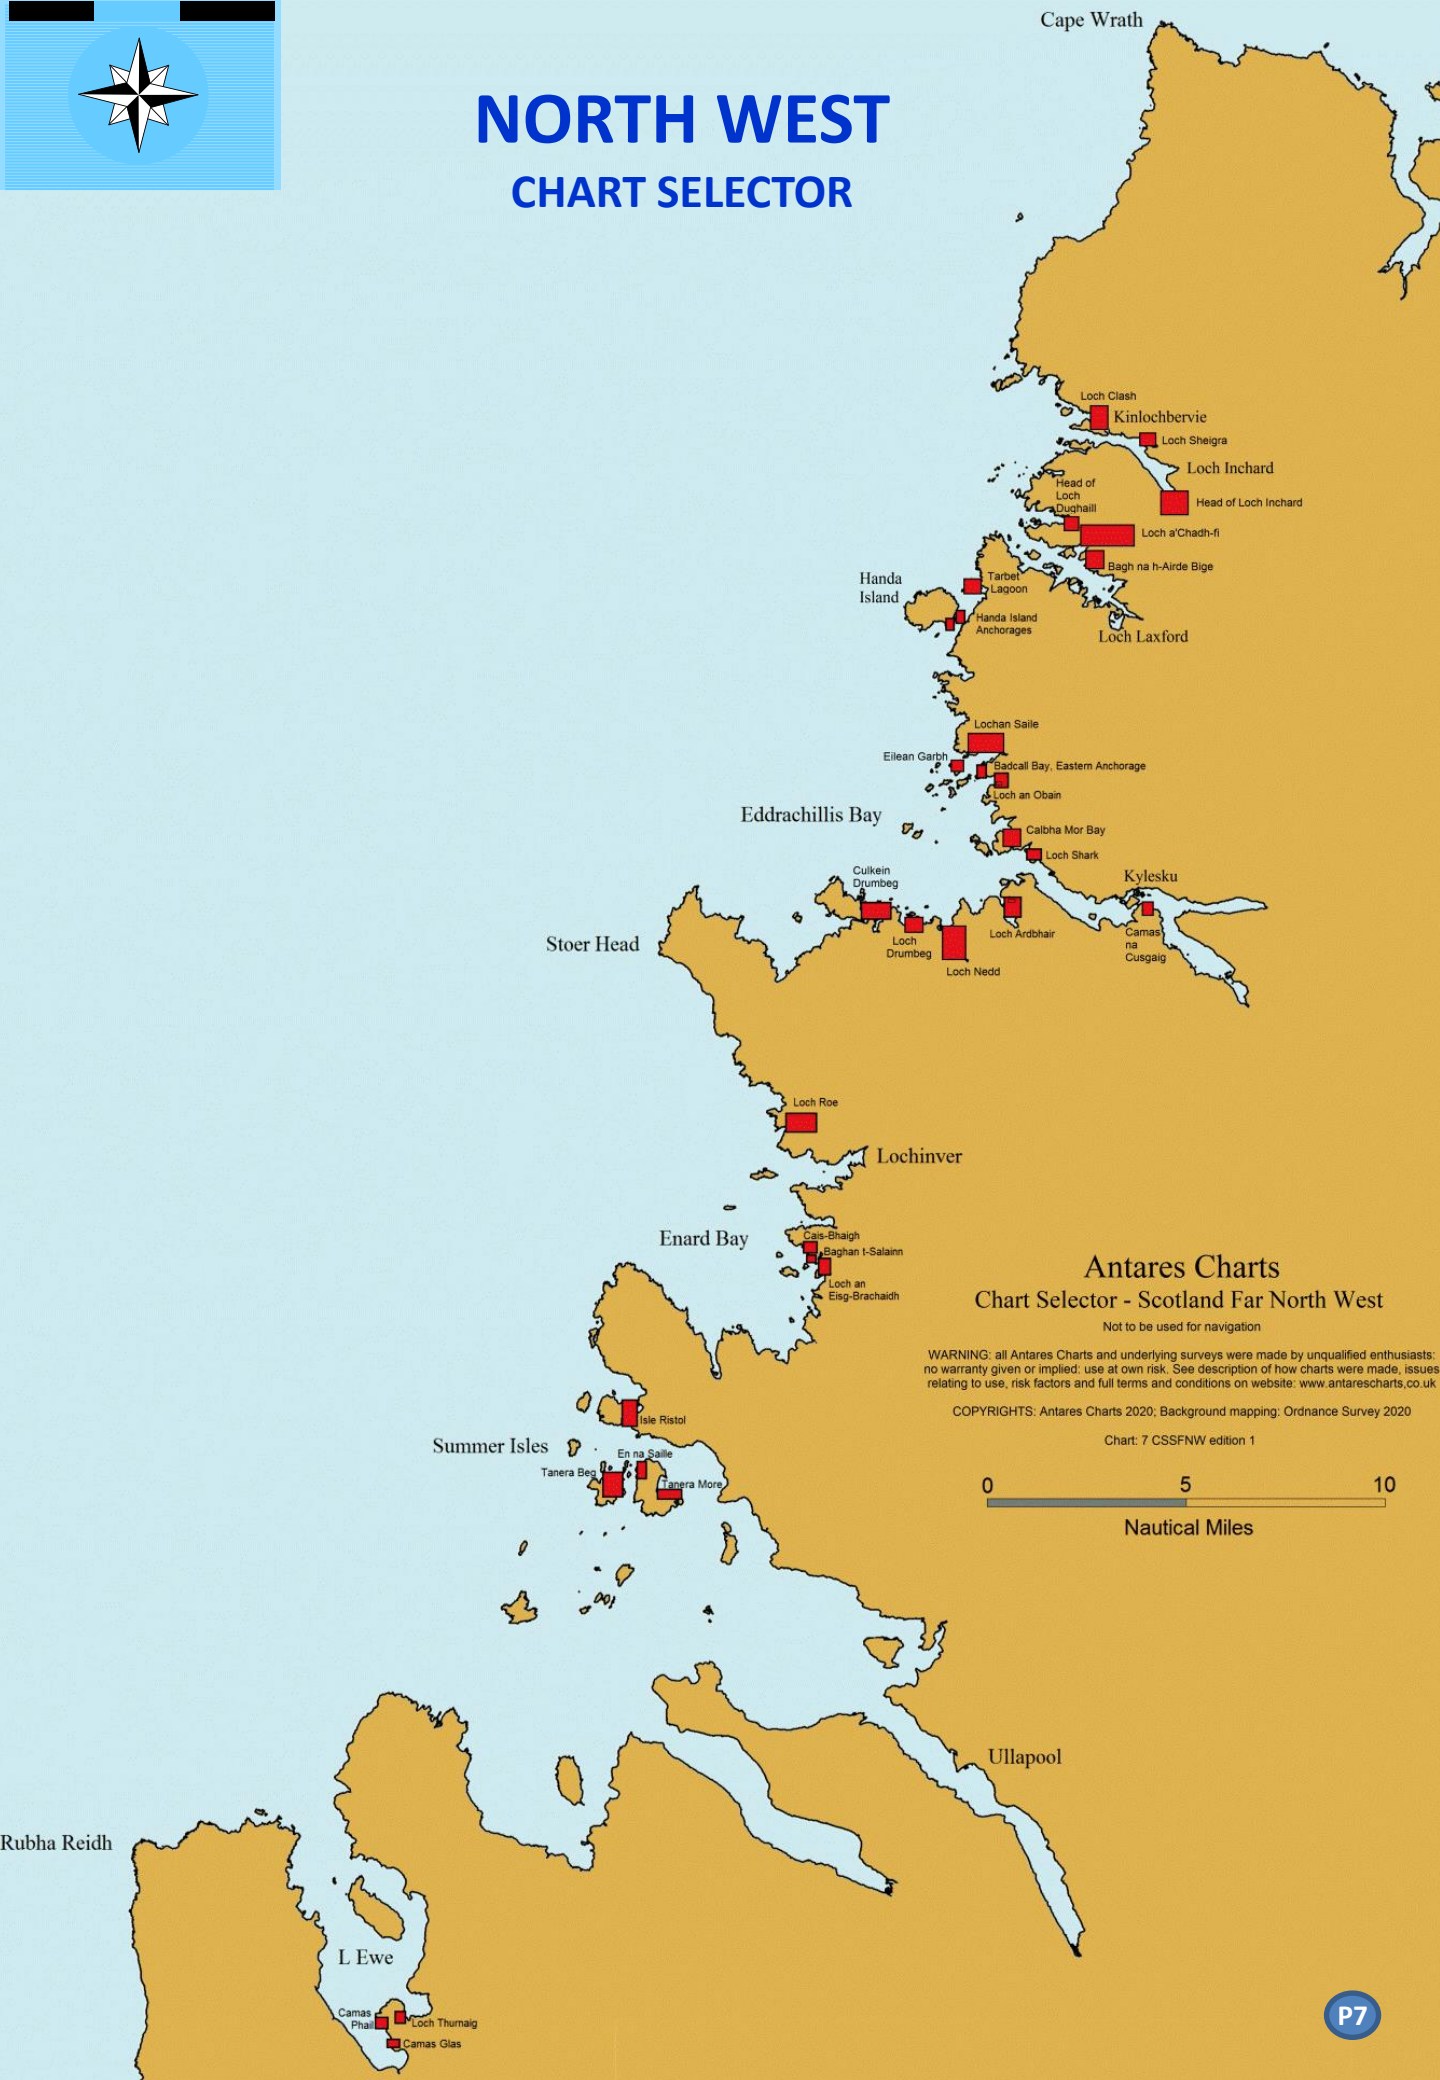 Cape Wrath
NORTH WEST
CHART SELECTOR
Loch Clash
Kinlochbervie
Loch Sheigra
Loch Inchard
Head of
Loch
Dughaill
Head of Loch Inchard
Loch a'Chadh-fi
Bagh na h-Airde Bige
Handa
Island
Tarbet
Lagoon
Handa Island
Anchorages
Loch Laxford
Lochan Saile
Eilean Garbh
Badcall Bay, Eastern Anchorage
Loch an Obain
Eddrachillis Bay
Calbha Mor Bay
Loch Shark
Culkein
Drumbeg
Kylesku
Stoer Head
Loch
Drumbeg
Loch Ardbhair
Camas
na
Cusgaig
Loch Nedd
Loch Roe
Lochinver
Enard Bay
Cais-Bhaigh
Baghan t-Salainn
Loch an
Eisg-Brachaidh
Antares Charts
Chart Selector - Scotland Far North West
Not to be used for navigation
WARNING: all Antares Charts and underlying surveys were made by unqualified enthusiasts:
no warranty given or implied: use at own risk. See description of how charts were made, issues
relating to use, risk factors and full terms and conditions on website: www.antarescharts,co.uk
COPYRIGHTS: Antares Charts 2020; Background mapping: Ordnance Survey 2020
Chart: 7 CSSFNW edition 1
Isle Ristol
Summer Isles
En na Saille
Tanera Beg
Tanera More
0 5 10
Nautical Miles
Ullapool
Rubha Reidh
L Ewe
Camas
Phail
Loch Thurnaig
Camas Glas
P7